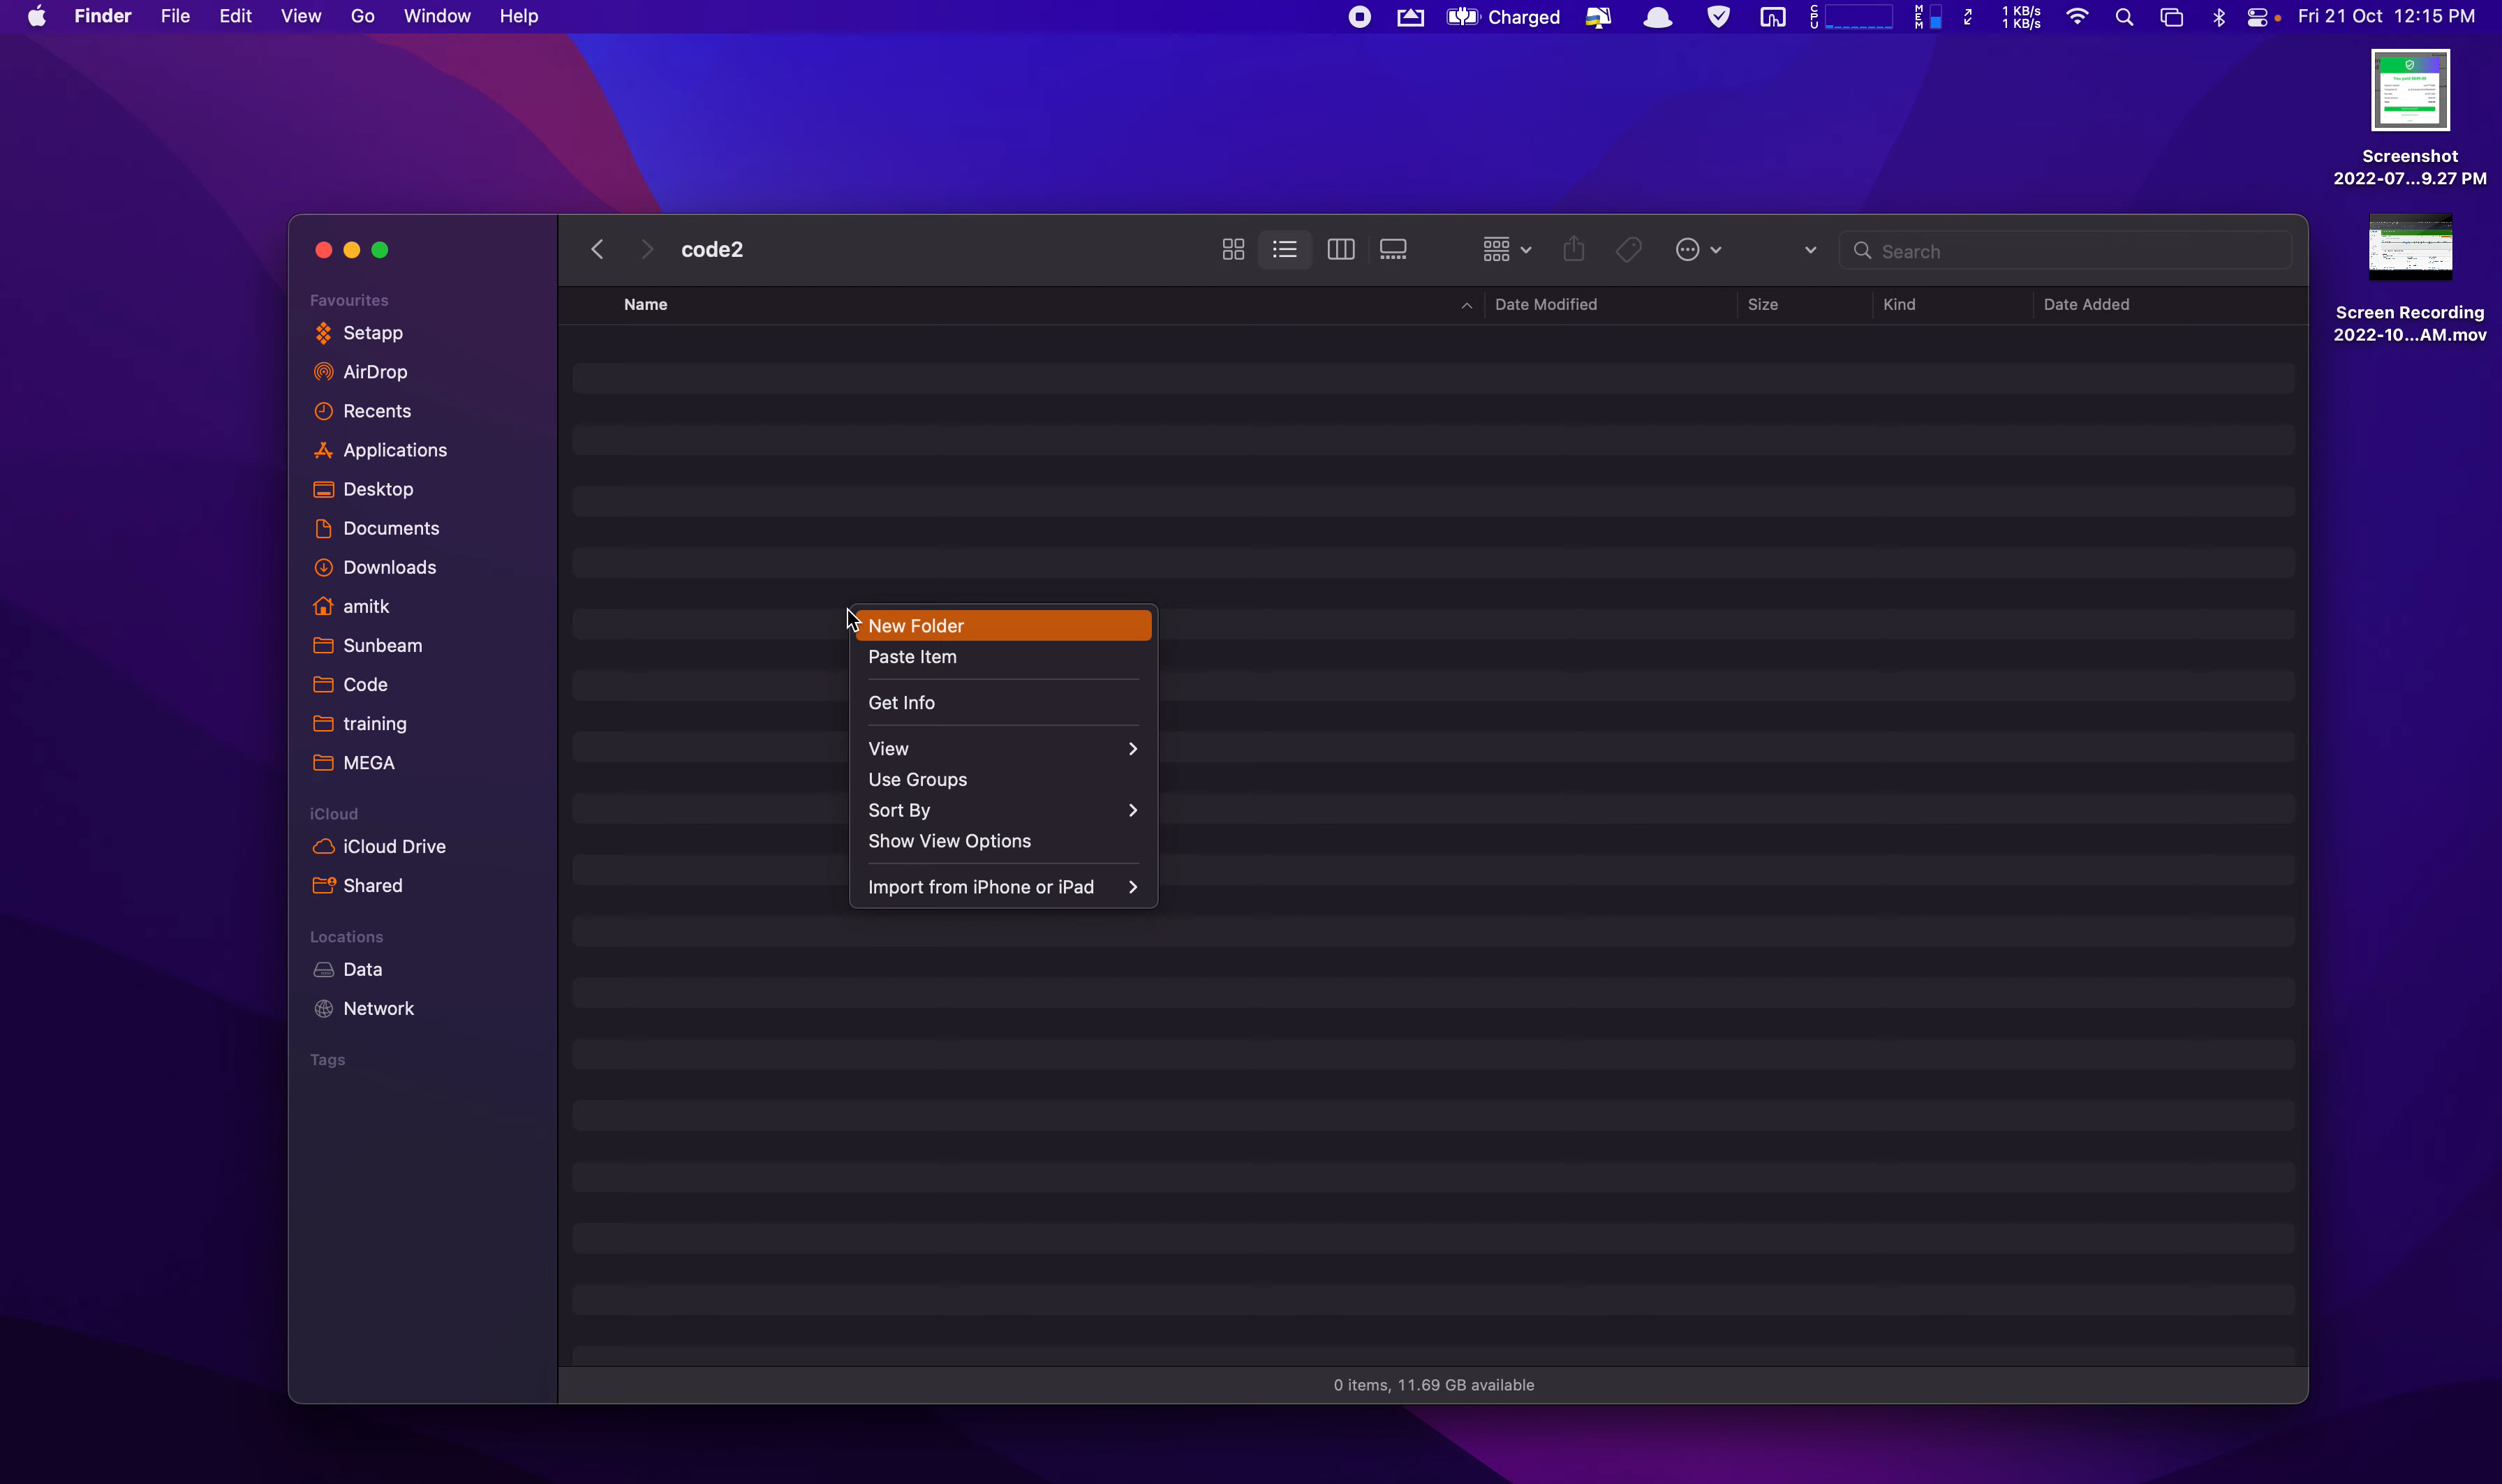 Finder File Edit View Go Window Help Charged CPU MEM 1 KB/s 1 KB/s Fri 21 Oct 12:15 PM
Screenshot
2022-07...9.27 PM
Screen Recording
2022-10...AM.mov
code2
Search
Name Date Modified Size Kind Date Added
Favourites
Setapp
AirDrop
Recents
Applications
Desktop
Documents
Downloads
amitk
Sunbeam
Code
training
MEGA
iCloud
iCloud Drive
Shared
Locations
Data
Network
Tags
New Folder
Paste Item
Get Info
View
Use Groups
Sort By
Show View Options
Import from iPhone or iPad
0 items, 11.69 GB available